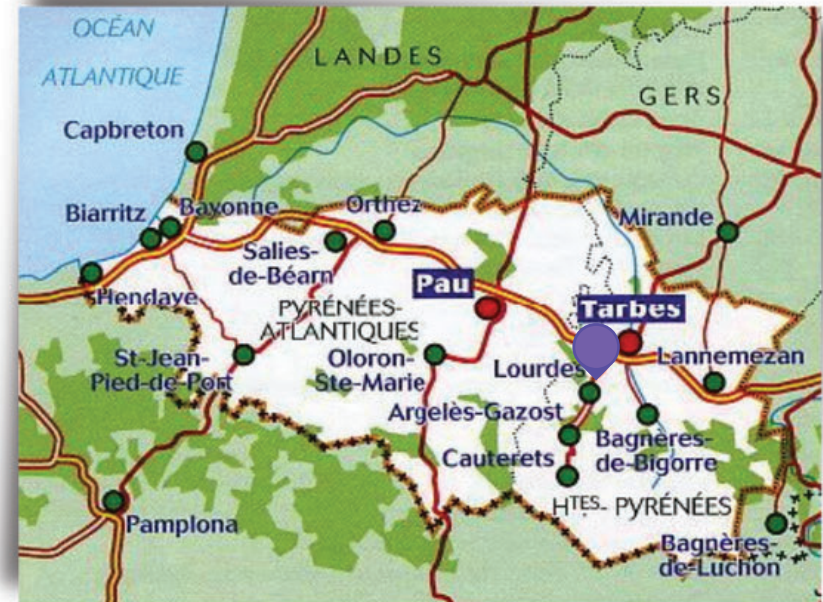 OCÉAN
ATLANTIQUE
LANDES
GERS
Capbreton
Biarritz
Bayonne
Orthez
Mirande
Salies-
de-Béarn
Hendaye
Pau
PYRÉNÉES-
ATLANTIQUES
Tarbes
St-Jean-
Pied-de-Port
Oloron-
Ste-Marie
Lourdes
Lannemezan
Argelès-Gazost
Bagnères-
de-Bigorre
Cauterets
HTES- PYRÉNÉES
Pamplona
Bagnères-
de-Luchon